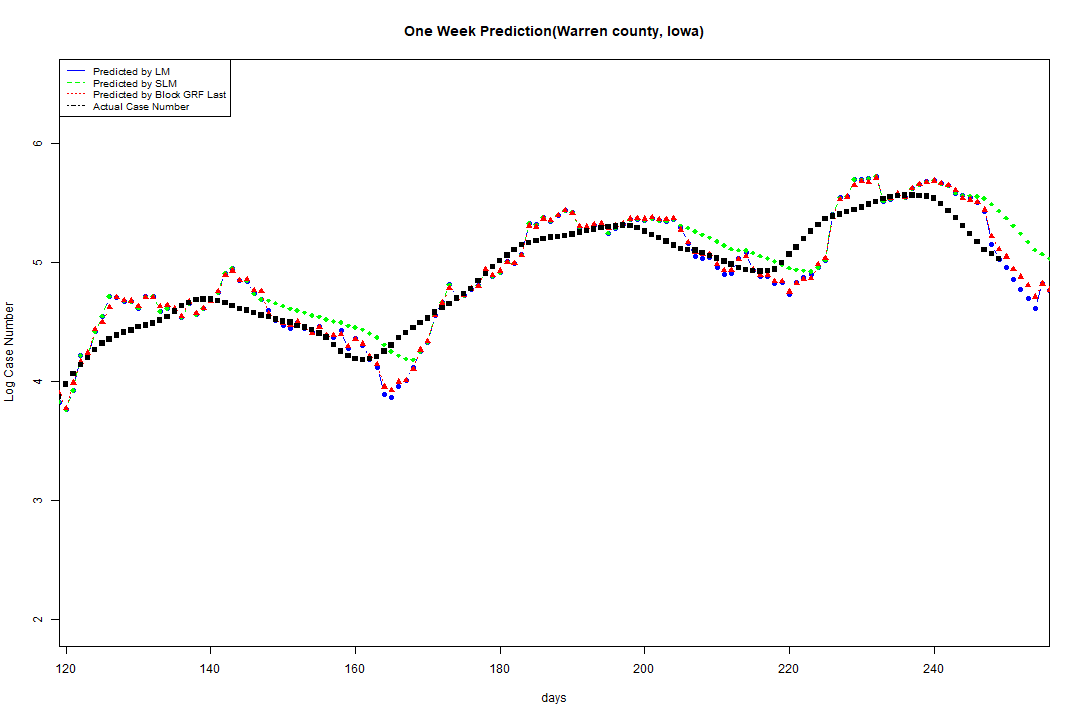 One Week Prediction(Warren county, Iowa)
Predicted by LM
Predicted by SLM
Predicted by Block GRF Last
Actual Case Number
Log Case Number
6
5
4
3
2
120 140 160 180 200 220 240
days